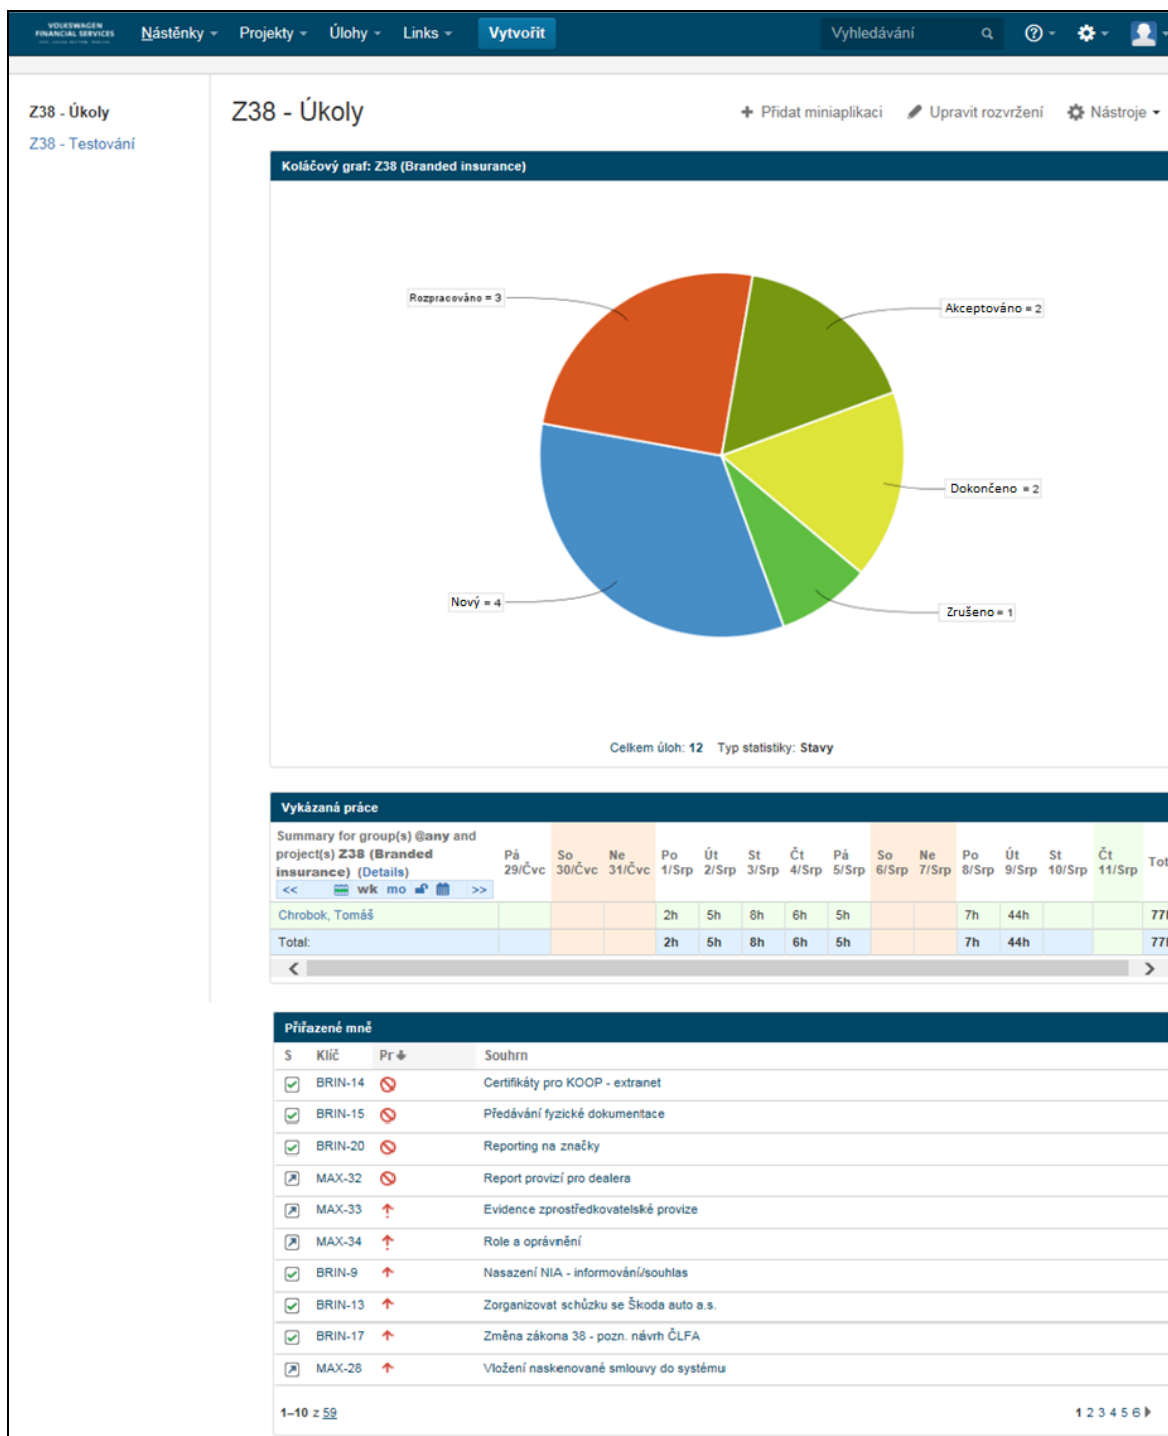 VOLKSWAGEN
FINANCIAL SERVICES
Nástěnky Projekty Úlohy Links Vytvořit Vyhledávání
Z38 - Úkoly
Z38 - Testování
Z38 - Úkoly
Přidat miniaplikaci Upravit rozvržení Nástroje
Koláčový graf: Z38 (Branded insurance)
Rozpracováno = 3
Akceptováno = 2
Dokončeno = 2
Nový = 4
Zrušeno = 1
Celkem úloh: 12 Typ statistiky: Stavy
Vykázaná práce
Summary for group(s) @any and
project(s) Z38 (Branded
insurance) (Details)
<< wk mo >>
Pá So Ne Po Út St Čt Pá So Ne Po Út St Čt
29/Čvc 30/Čvc 31/Čvc 1/Srp 2/Srp 3/Srp 4/Srp 5/Srp 6/Srp 7/Srp 8/Srp 9/Srp 10/Srp 11/Srp Tot
Chrobok, Tomáš 2h 5h 8h 6h 5h 7h 44h 77h
Total: 2h 5h 8h 6h 5h 7h 44h 77h
Přiřazené mně
S Klíč Pr Souhrn
BRIN-14 Certifikáty pro KOOP - extranet
BRIN-15 Předávání fyzické dokumentace
BRIN-20 Reporting na značky
MAX-32 Report provizí pro dealera
MAX-33 Evidence zprostředkovatelské provize
MAX-34 Role a oprávnění
BRIN-9 Nasazení NIA - informování/souhlas
BRIN-13 Zorganizovat schůzku se Škoda auto a.s.
BRIN-17 Změna zákona 38 - pozn. návrh ČLFA
MAX-28 Vložení naskenované smlouvy do systému
1–10 z 59
1 2 3 4 5 6